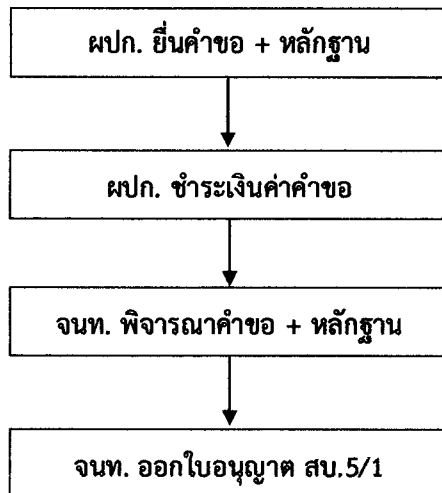 ผปก. ยื่นคำขอ + หลักฐาน
ผปก. ชำระเงินค่าคำขอ
จนท. พิจารณาคำขอ + หลักฐาน
จนท. ออกใบอนุญาต สบ.5/1